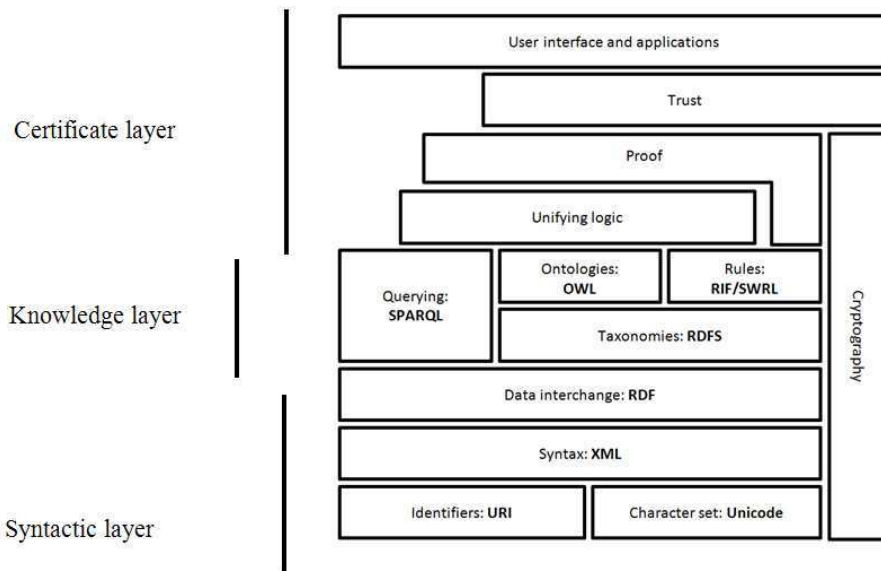 User interface and applications
Trust
Certificate layer
Proof
Unifying logic
Querying:
SPARQL
Ontologies:
OWL
Rules:
RIF/SWRL
Knowledge layer
Taxonomies: RDFS
Cryptography
Data interchange: RDF
Syntax: XML
Syntactic layer
Identifiers: URI
Character set: Unicode